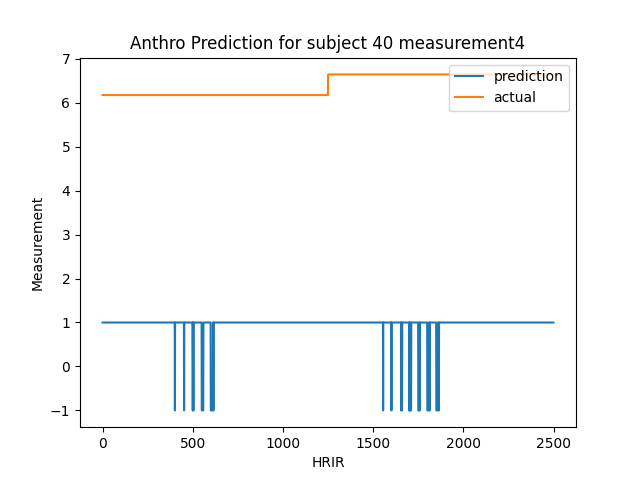 Anthro Prediction for subject 40 measurement4
7
6
5
4
3
2
1
0
−1
Measurement
prediction
actual
0 500 1000 1500 2000 2500
HRIR